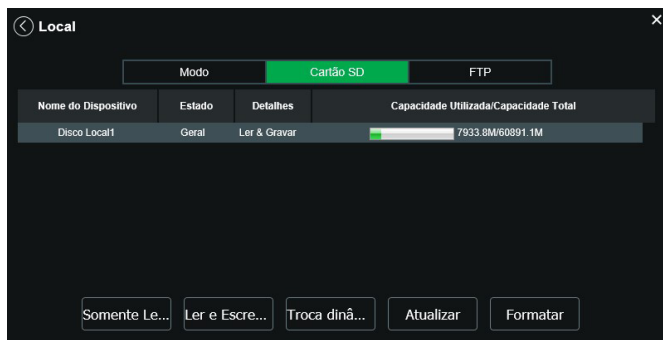 Local
Modo Cartão SD FTP
Nome do Dispositivo Estado Detalhes Capacidade Utilizada/Capacidade Total
Disco Local1 Geral Ler & Gravar 7933.8M/60891.1M
Somente Le... Ler e Escre... Troca dinâ... Atualizar Formatar